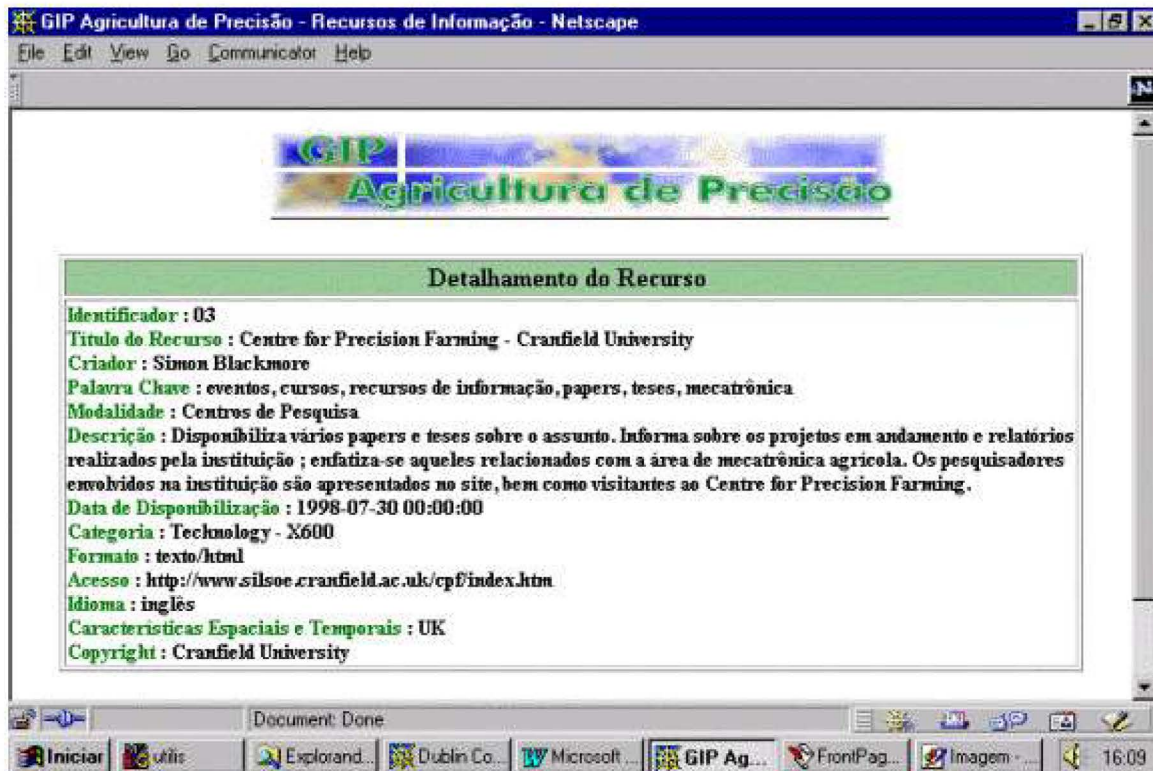 GIP Agricultura de Precisão - Recursos de Informação - Netscape
File Edit View Go Communicator Help
GIP
Agricultura de Precisão
Detalhamento do Recurso
Identificador : 03
Título do Recurso : Centre for Precision Farming - Cranfield University
Criador : Simon Blackmore
Palavra Chave : eventos, cursos, recursos de informação, papers, teses, mecatrônica
Modalidade : Centros de Pesquisa
Descrição : Disponibiliza vários papers e teses sobre o assunto. Informa sobre os projetos em andamento e relatórios
realizados pela instituição ; enfatiza-se aqueles relacionados com a área de mecatrônica agrícola. Os pesquisadores
envolvidos na instituição são apresentados no site, bem como visitantes ao Centre for Precision Farming.
Data de Disponibilização : 1998-07-30 00:00:00
Categoria : Technology - X600
Formato : texto/html
Acesso : http://www.silsoe.cranfield.ac.uk/cpf/index.htm
Idioma : inglês
Características Espaciais e Temporais : UK
Copyright : Cranfield University
Document: Done
Iniciar utilis Explorand... Dublin Co... Microsoft ... GIP Ag... FrontPag... Imagem - ... 16:09